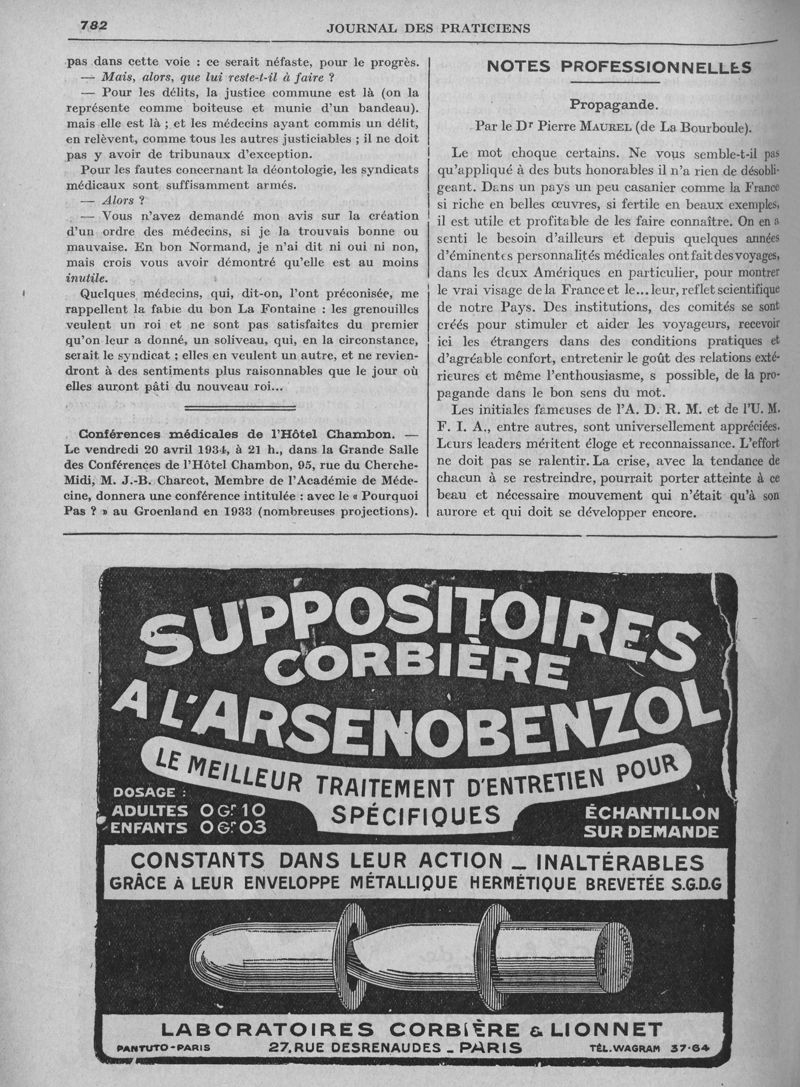 782
JOURNAL DES PRATICIENS
pas dans cette voie : ce serait néfaste, pour le progrès.
— Mais, alors, que lui reste-t-il à faire ?
— Pour les délits, la justice commune est là (on la
représente comme boiteuse et munie d'un bandeau).
mais elle est là ; et les médecins ayant commis un délit,
en relèvent, comme tous les autres justiciables ; il ne doit
pas y avoir de tribunaux d'exception.
Pour les fautes concernant la déontologie, les syndicats
médicaux sont suffisamment armés.
— Alors ?
— Vous n'avez demandé mon avis sur la création
d'un ordre des médecins, si je la trouvais bonne ou
mauvaise. En bon Normand, je n'ai dit ni oui ni non,
mais crois vous avoir démontré qu'elle est au moins
inutile.
Quelques médecins, qui, dit-on, l'ont préconisée, me
rappellent la fable du bon La Fontaine : les grenouilles
veulent un roi et ne sont pas satisfaites du premier
qu'on leur a donné, un soliveau, qui, en la circonstance,
serait le syndicat ; elles en veulent un autre, et ne revien-
dront à des sentiments plus raisonnables que le jour où
elles auront pâti du nouveau roi...
Conférences médicales de l'Hôtel Chambon. —
Le vendredi 20 avril 1934, à 21 h., dans la Grande Salle
des Conférences de l'Hôtel Chambon, 95, rue du Cherche-
Midi, M. J.-B. Charcot, Membre de l'Académie de Méde-
cine, donnera une conférence intitulée : avec le « Pourquoi
Pas ? » au Groenland en 1933 (nombreuses projections).
NOTES PROFESSIONNELLES
Propagande.
Par le Dr Pierre MAUREL (de La Bourboule).
Le mot choque certains. Ne vous semble-t-il pas
qu'appliqué à des buts honorables il n'a rien de désobli-
geant. Dans un pays un peu casanier comme la France
si riche en belles œuvres, si fertile en beaux exemples,
il est utile et profitable de les faire connaître. On en a
senti le besoin d'ailleurs et depuis quelques années
d'éminentes personnalités médicales ont fait des voyages,
dans les deux Amériques en particulier, pour montrer
le vrai visage de la France et le... leur, reflet scientifique
de notre Pays. Des institutions, des comités se sont
créés pour stimuler et aider les voyageurs, recevoir
ici les étrangers dans des conditions pratiques et
d'agréable confort, entretenir le goût des relations exté-
rieures et même l'enthousiasme, s possible, de la pro-
pagande dans le bon sens du mot.
Les initiales fameuses de l'A. D. R. M. et de l'U. M.
F. I. A., entre autres, sont universellement appréciées.
Leurs leaders méritent éloge et reconnaissance. L'effort
ne doit pas se ralentir. La crise, avec la tendance de
chacun à se restreindre, pourrait porter atteinte à ce
beau et nécessaire mouvement qui n'était qu'à son
aurore et qui doit se développer encore.
SUPPOSITOIRES
CORBIÈRE
A L'ARSENOBENZOL
LE MEILLEUR TRAITEMENT D'ENTRETIEN POUR
SPÉCIFIQUES
DOSAGE :
ADULTES 0 Gr 10
ENFANTS 0 Gr 03
ÉCHANTILLON
SUR DEMANDE
CONSTANTS DANS LEUR ACTION _ INALTÉRABLES
GRÂCE A LEUR ENVELOPPE MÉTALLIQUE HERMÉTIQUE BREVETÉE S.G.D.G
CORBIÈRE
PARIS
LABORATOIRES CORBIÈRE & LIONNET
PANTUTO-PARIS
27, RUE DESRENAUDES _ PARIS
TÉL. WAGRAM 37-64